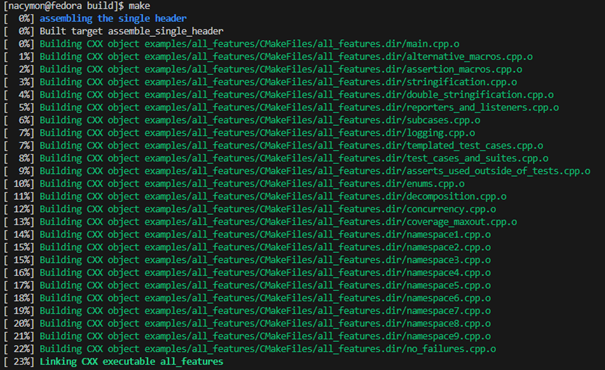 [nacymon@fedora build]$ make
[  0%] assembling the single header
[  0%] Built target assemble_single_header
[  0%] Building CXX object examples/all_features/CMakeFiles/all_features.dir/main.cpp.o
[  1%] Building CXX object examples/all_features/CMakeFiles/all_features.dir/alternative_macros.cpp.o
[  2%] Building CXX object examples/all_features/CMakeFiles/all_features.dir/assertion_macros.cpp.o
[  3%] Building CXX object examples/all_features/CMakeFiles/all_features.dir/stringification.cpp.o
[  4%] Building CXX object examples/all_features/CMakeFiles/all_features.dir/double_stringification.cpp.o
[  5%] Building CXX object examples/all_features/CMakeFiles/all_features.dir/reporters_and_listeners.cpp.o
[  6%] Building CXX object examples/all_features/CMakeFiles/all_features.dir/subcases.cpp.o
[  7%] Building CXX object examples/all_features/CMakeFiles/all_features.dir/logging.cpp.o
[  7%] Building CXX object examples/all_features/CMakeFiles/all_features.dir/templated_test_cases.cpp.o
[  8%] Building CXX object examples/all_features/CMakeFiles/all_features.dir/test_cases_and_suites.cpp.o
[  9%] Building CXX object examples/all_features/CMakeFiles/all_features.dir/asserts_used_outside_of_tests.cpp.o
[ 10%] Building CXX object examples/all_features/CMakeFiles/all_features.dir/enums.cpp.o
[ 11%] Building CXX object examples/all_features/CMakeFiles/all_features.dir/decomposition.cpp.o
[ 12%] Building CXX object examples/all_features/CMakeFiles/all_features.dir/concurrency.cpp.o
[ 13%] Building CXX object examples/all_features/CMakeFiles/all_features.dir/coverage_maxout.cpp.o
[ 14%] Building CXX object examples/all_features/CMakeFiles/all_features.dir/namespace1.cpp.o
[ 15%] Building CXX object examples/all_features/CMakeFiles/all_features.dir/namespace2.cpp.o
[ 15%] Building CXX object examples/all_features/CMakeFiles/all_features.dir/namespace3.cpp.o
[ 16%] Building CXX object examples/all_features/CMakeFiles/all_features.dir/namespace4.cpp.o
[ 17%] Building CXX object examples/all_features/CMakeFiles/all_features.dir/namespace5.cpp.o
[ 18%] Building CXX object examples/all_features/CMakeFiles/all_features.dir/namespace6.cpp.o
[ 19%] Building CXX object examples/all_features/CMakeFiles/all_features.dir/namespace7.cpp.o
[ 20%] Building CXX object examples/all_features/CMakeFiles/all_features.dir/namespace8.cpp.o
[ 21%] Building CXX object examples/all_features/CMakeFiles/all_features.dir/namespace9.cpp.o
[ 22%] Building CXX object examples/all_features/CMakeFiles/all_features.dir/no_failures.cpp.o
[ 23%] Linking CXX executable all_features